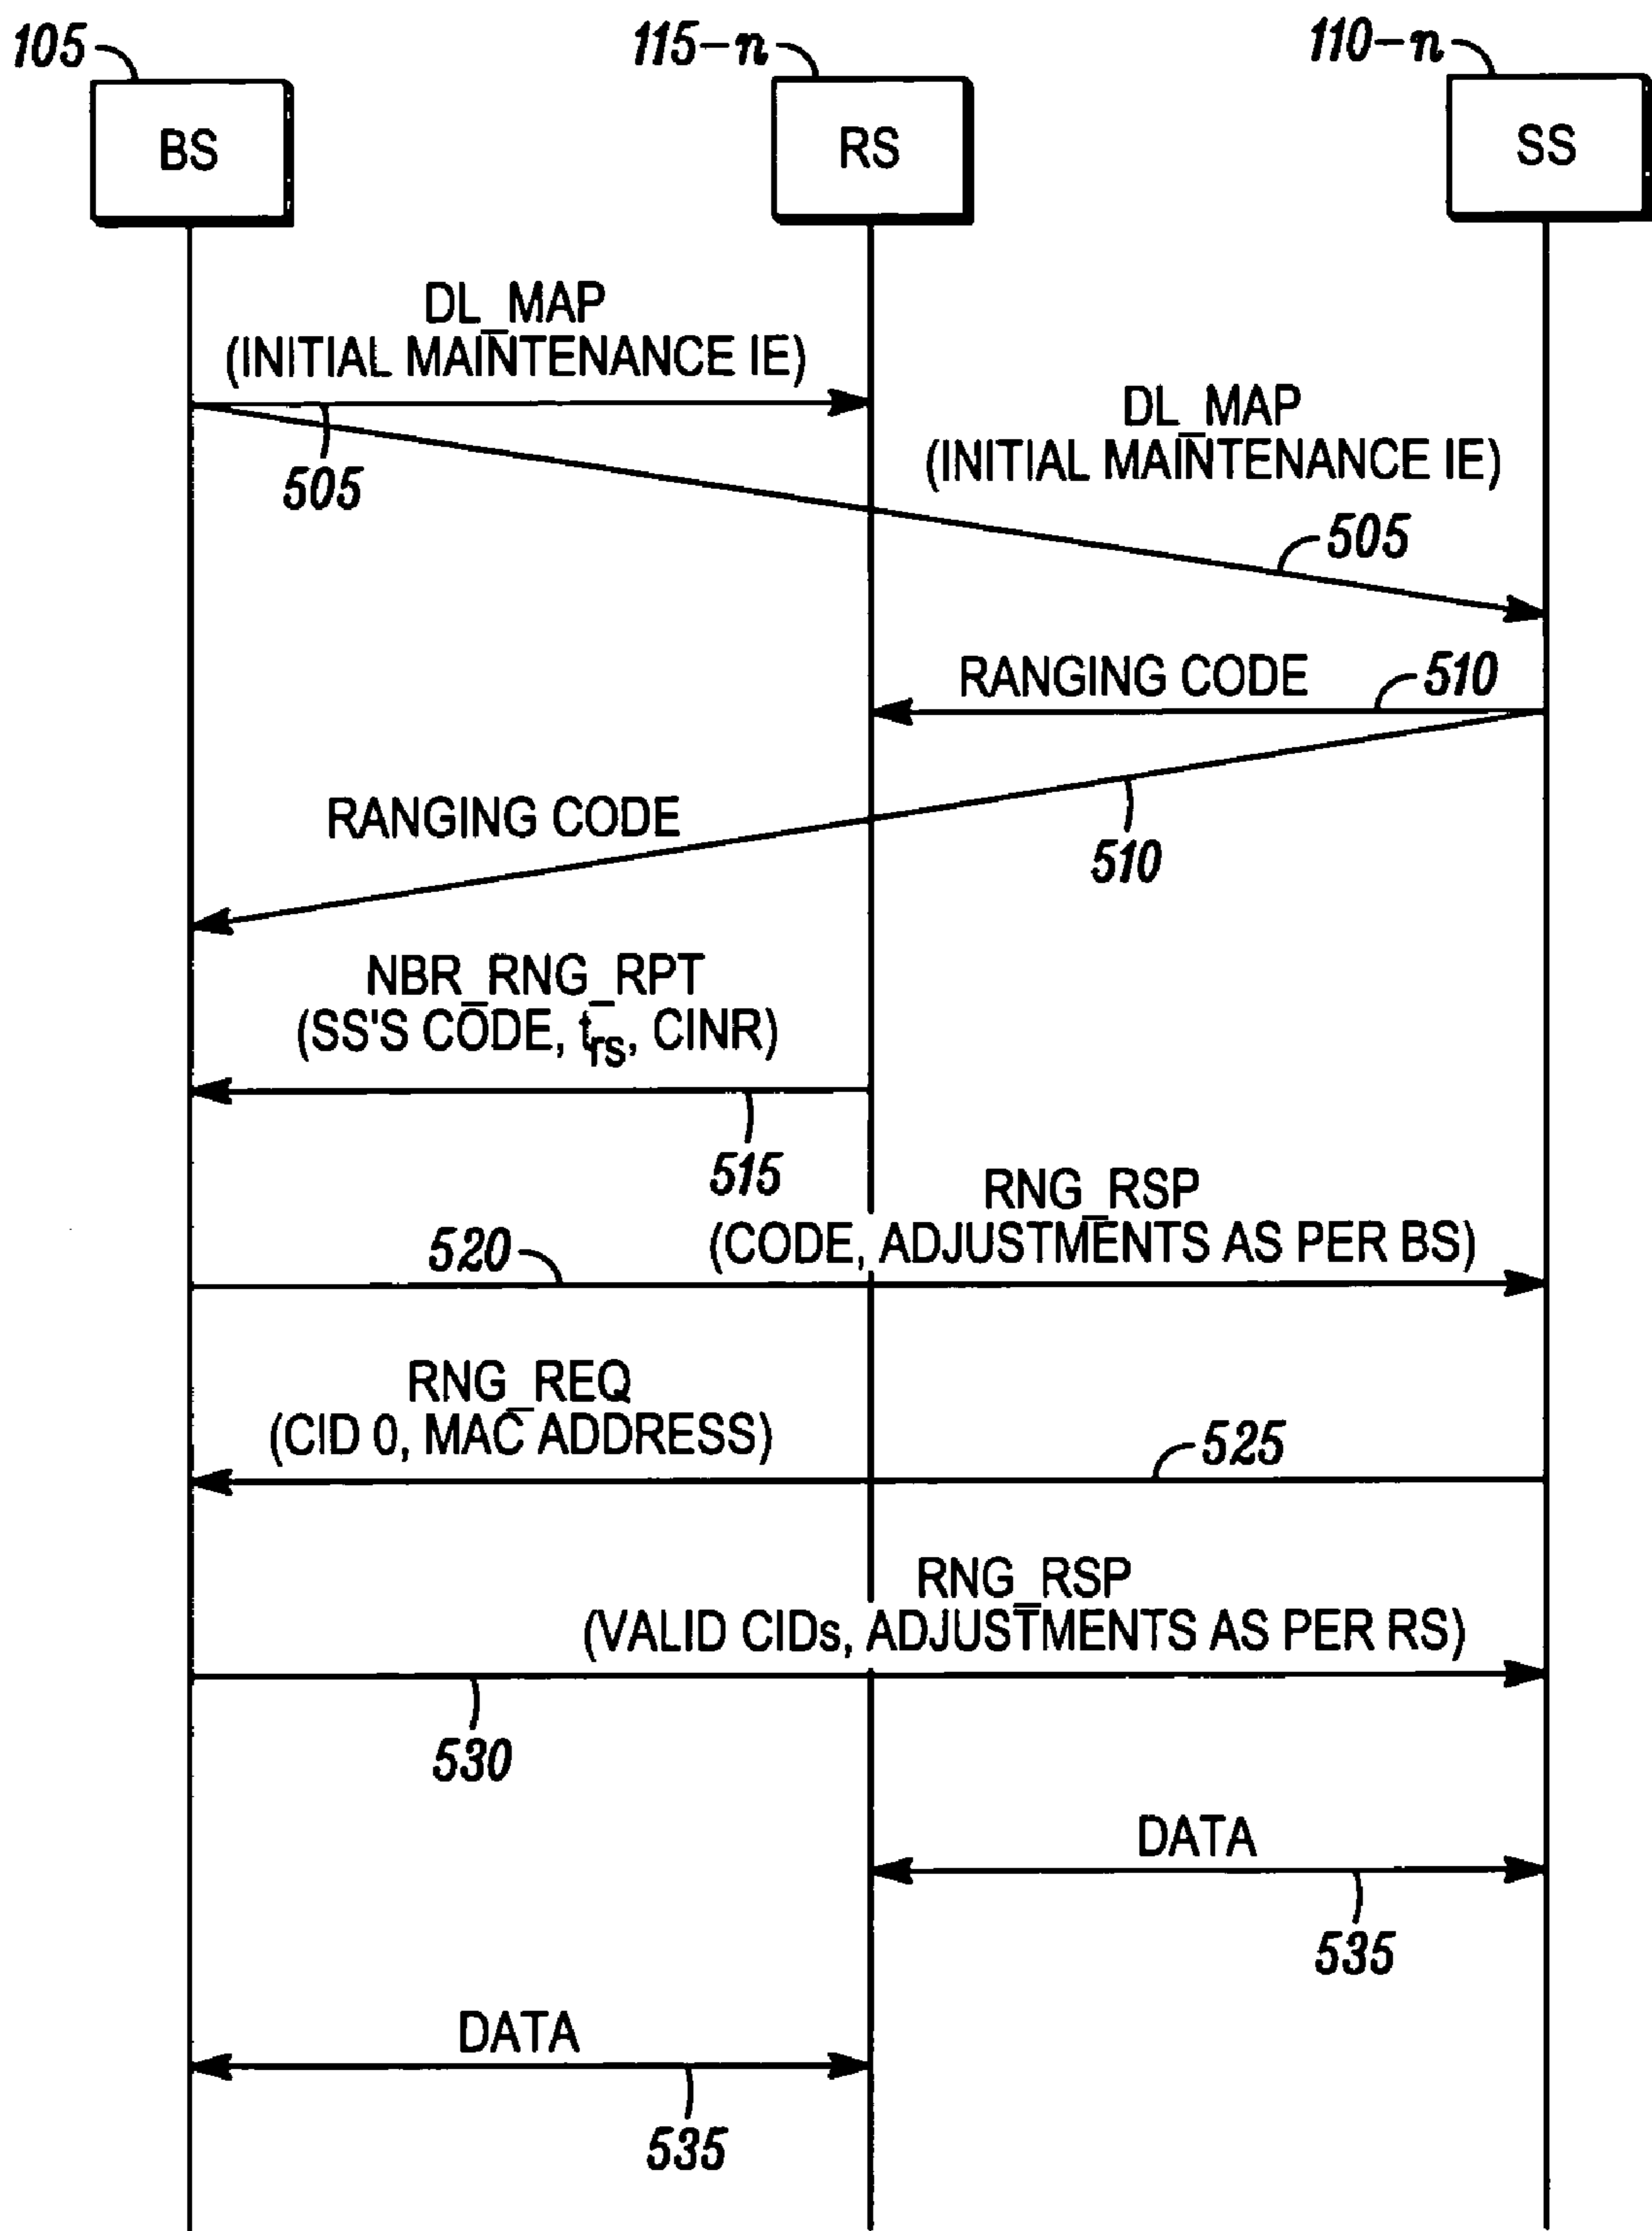 105
115-n
110-n
BS
RS
SS
DL_MAP
(INITIAL MAINTENANCE IE)
505
DL_MAP
(INITIAL MAINTENANCE IE)
505
RANGING CODE
510
RANGING CODE
510
NBR_RNG_RPT
(SS'S CODE, trs, CINR)
515
RNG_RSP
(CODE, ADJUSTMENTS AS PER BS)
520
RNG_REQ
(CID 0, MAC ADDRESS)
525
RNG_RSP
(VALID CIDs, ADJUSTMENTS AS PER RS)
530
DATA
535
DATA
535